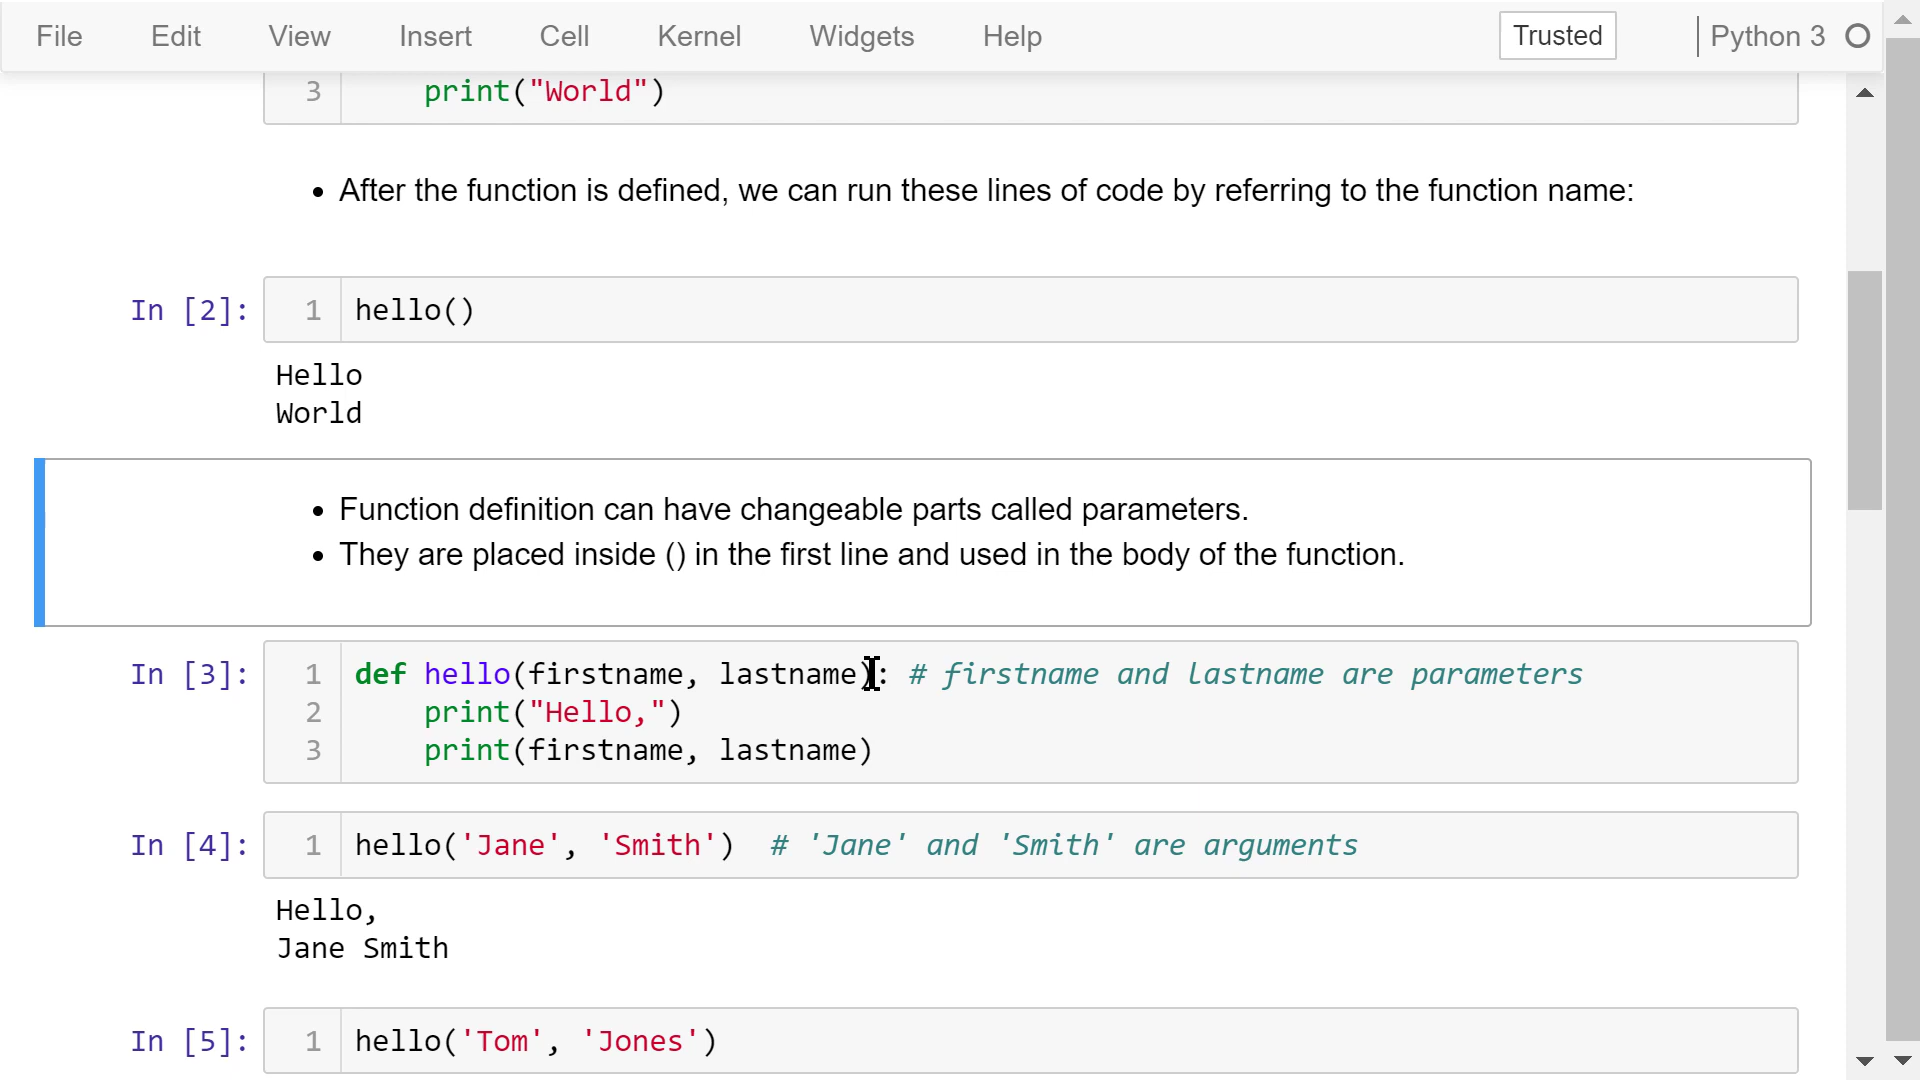 File Edit View Insert Cell Kernel Widgets Help Trusted Python 3
3 print("World")
• After the function is defined, we can run these lines of code by referring to the function name:
In [2]: 1 hello()
Hello
World
• Function definition can have changeable parts called parameters.
• They are placed inside () in the first line and used in the body of the function.
In [3]: 1 def hello(firstname, lastname): # firstname and lastname are parameters
2 print("Hello,")
3 print(firstname, lastname)
In [4]: 1 hello('Jane', 'Smith') # 'Jane' and 'Smith' are arguments
Hello,
Jane Smith
In [5]: 1 hello('Tom', 'Jones')